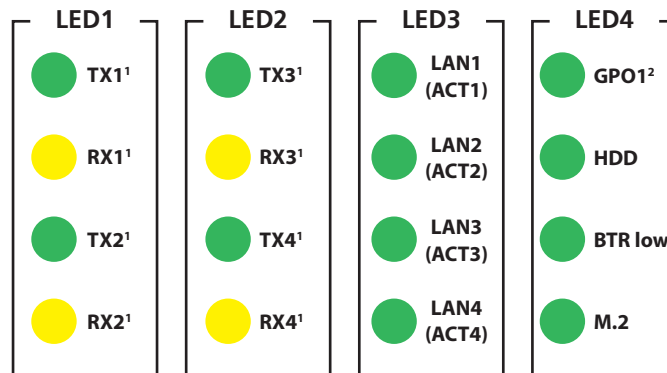 LED1
TX1¹
RX1¹
TX2¹
RX2¹
LED2
TX3¹
RX3¹
TX4¹
RX4¹
LED3
LAN1
(ACT1)
LAN2
(ACT2)
LAN3
(ACT3)
LAN4
(ACT4)
LED4
GPO1²
HDD
BTR low
M.2